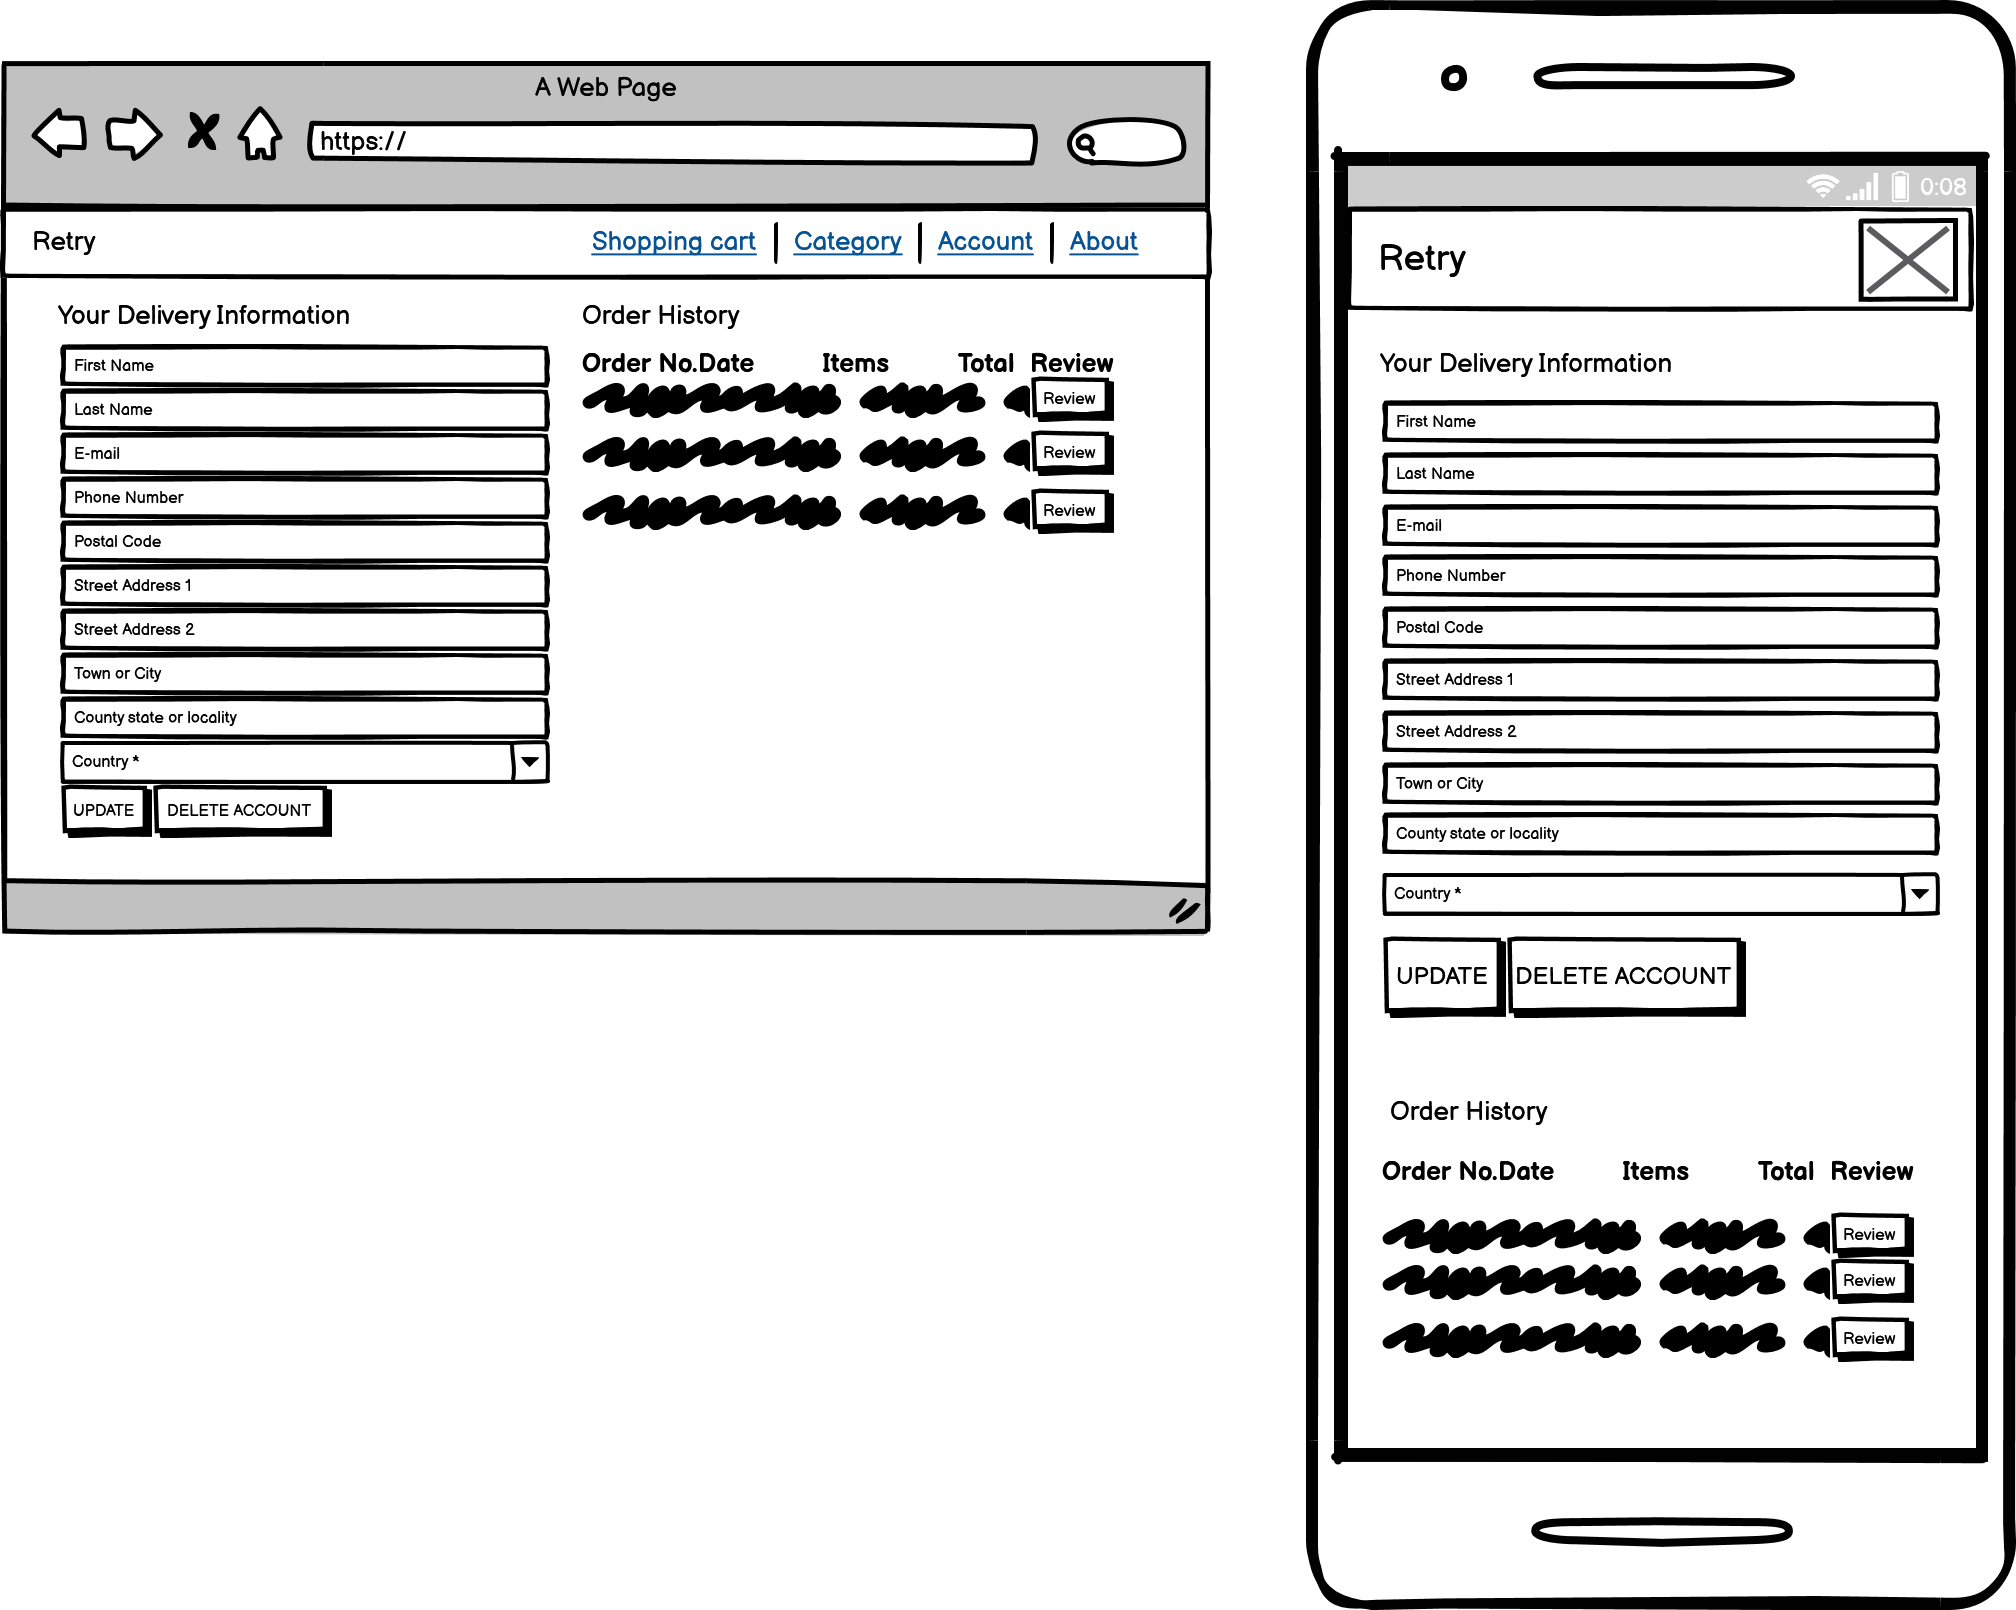 A Web Page
https://
Retry
Shopping cart
Category
Account
About
Your Delivery Information
First Name
Last Name
E-mail
Phone Number
Postal Code
Street Address 1
Street Address 2
Town or City
County state or locality
Country *
UPDATE
DELETE ACCOUNT
Order History
Order No.Date Items Total Review
Review
Review
Review
0:08
Retry
Your Delivery Information
First Name
Last Name
E-mail
Phone Number
Postal Code
Street Address 1
Street Address 2
Town or City
County state or locality
Country *
UPDATE
DELETE ACCOUNT
Order History
Order No.Date Items Total Review
Review
Review
Review